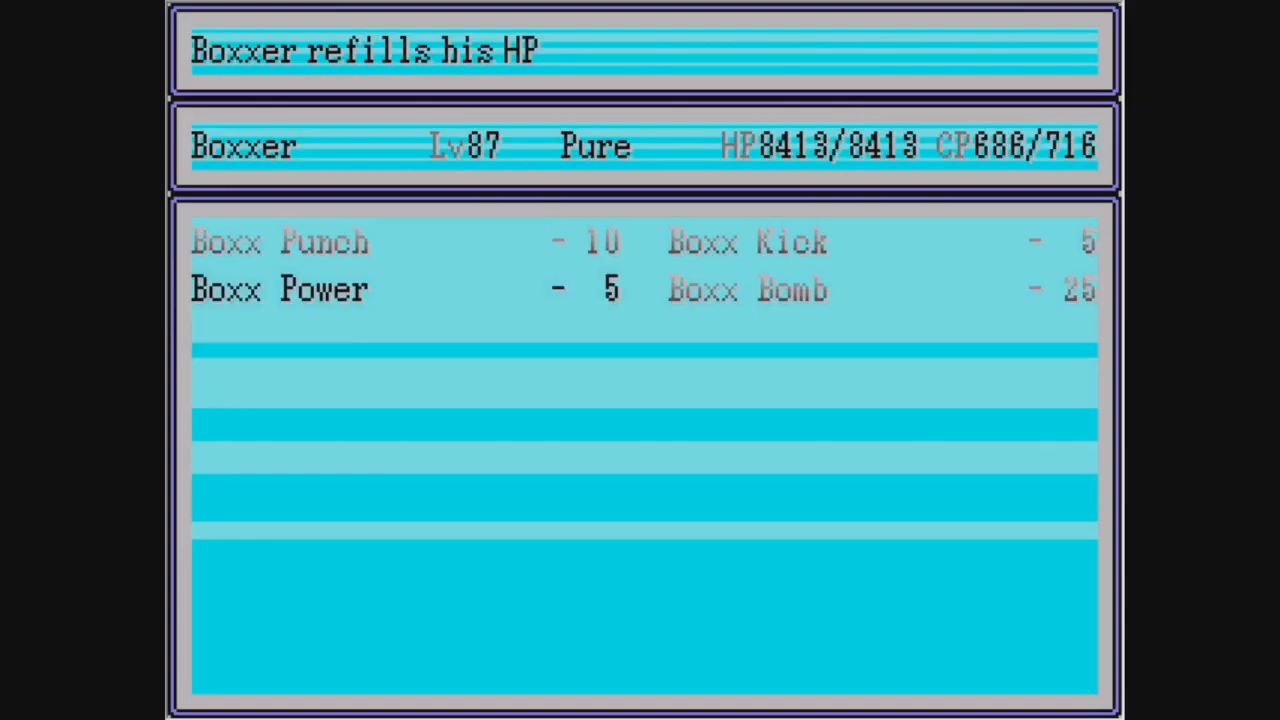 Boxxer refills his HP
Boxxer Lv87 Pure HP8413/8413 CP686/716
Boxx Punch - 10 Boxx Kick - 5
Boxx Power - 5 Boxx Bomb - 25